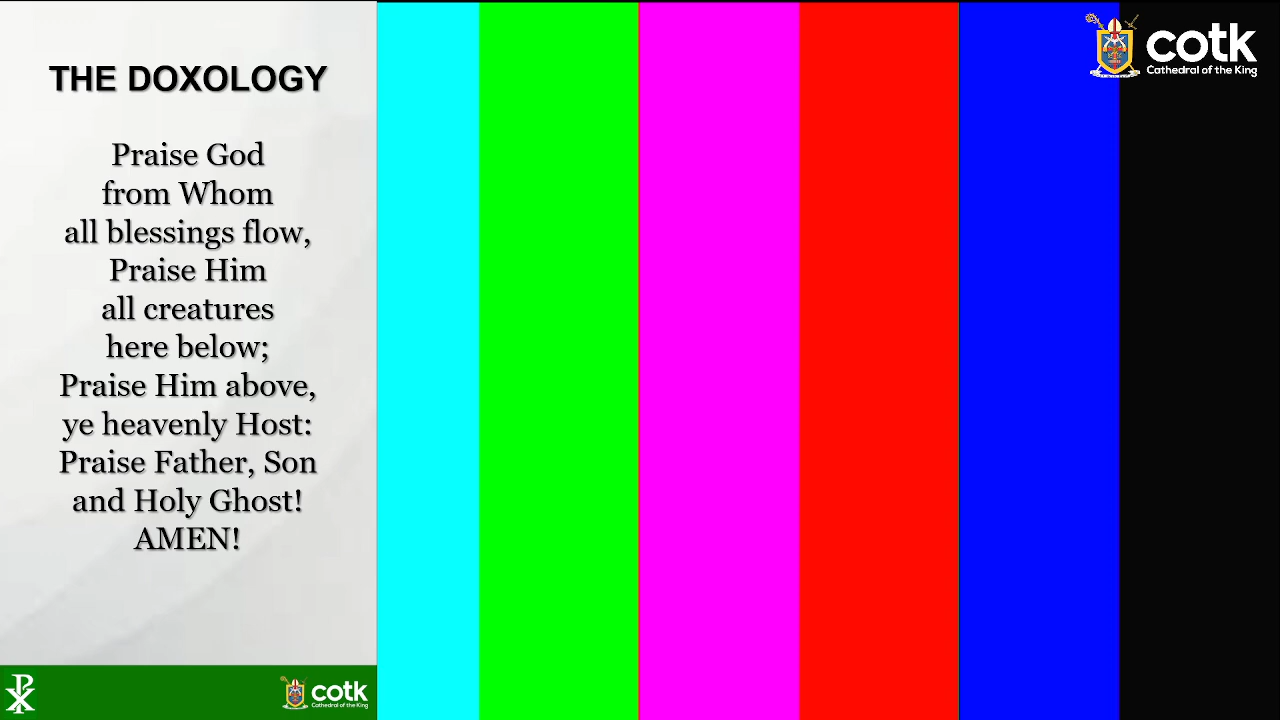 THE DOXOLOGY
Praise God
from Whom
all blessings flow,
Praise Him
all creatures
here below;
Praise Him above,
ye heavenly Host:
Praise Father, Son
and Holy Ghost!
AMEN!
cotk
Cathedral of the King
cotk
Cathedral of the King